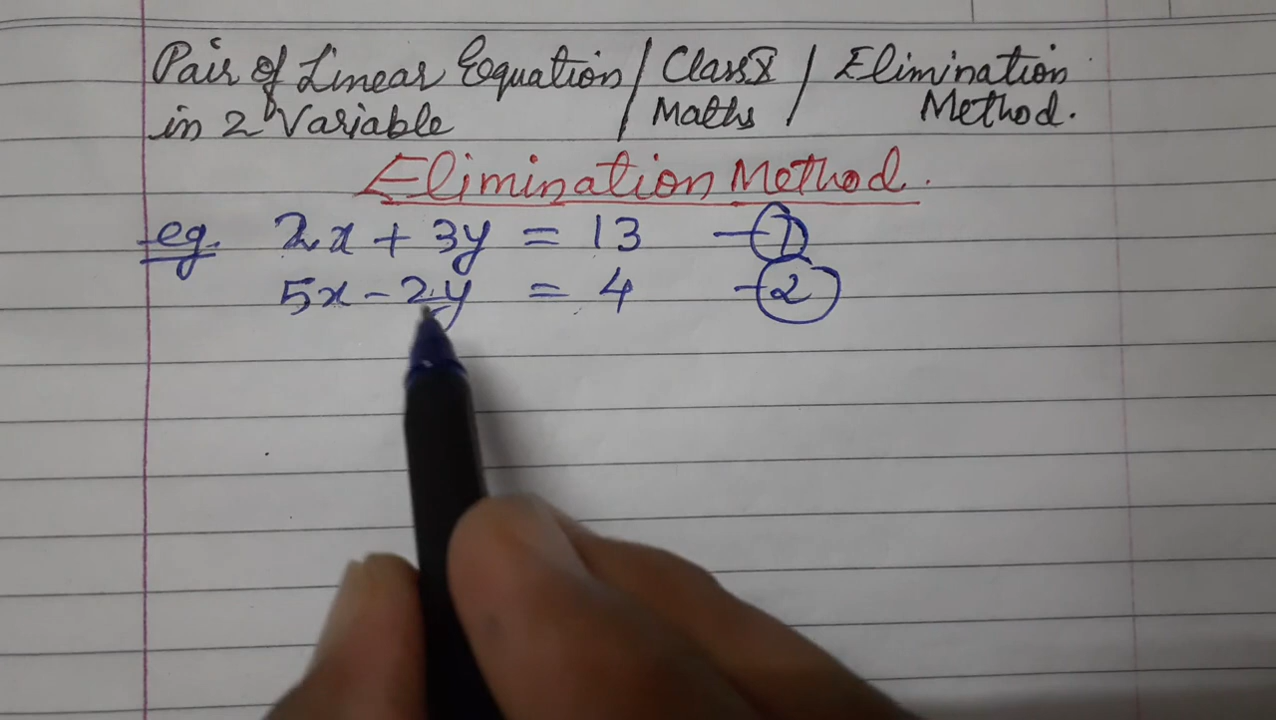 Pair of Linear Equation / Class X / Elimination
in 2 Variable / Maths / Method.
Elimination Method.
eg. 2x + 3y = 13 - 1
5x - 2y = 4 - 2